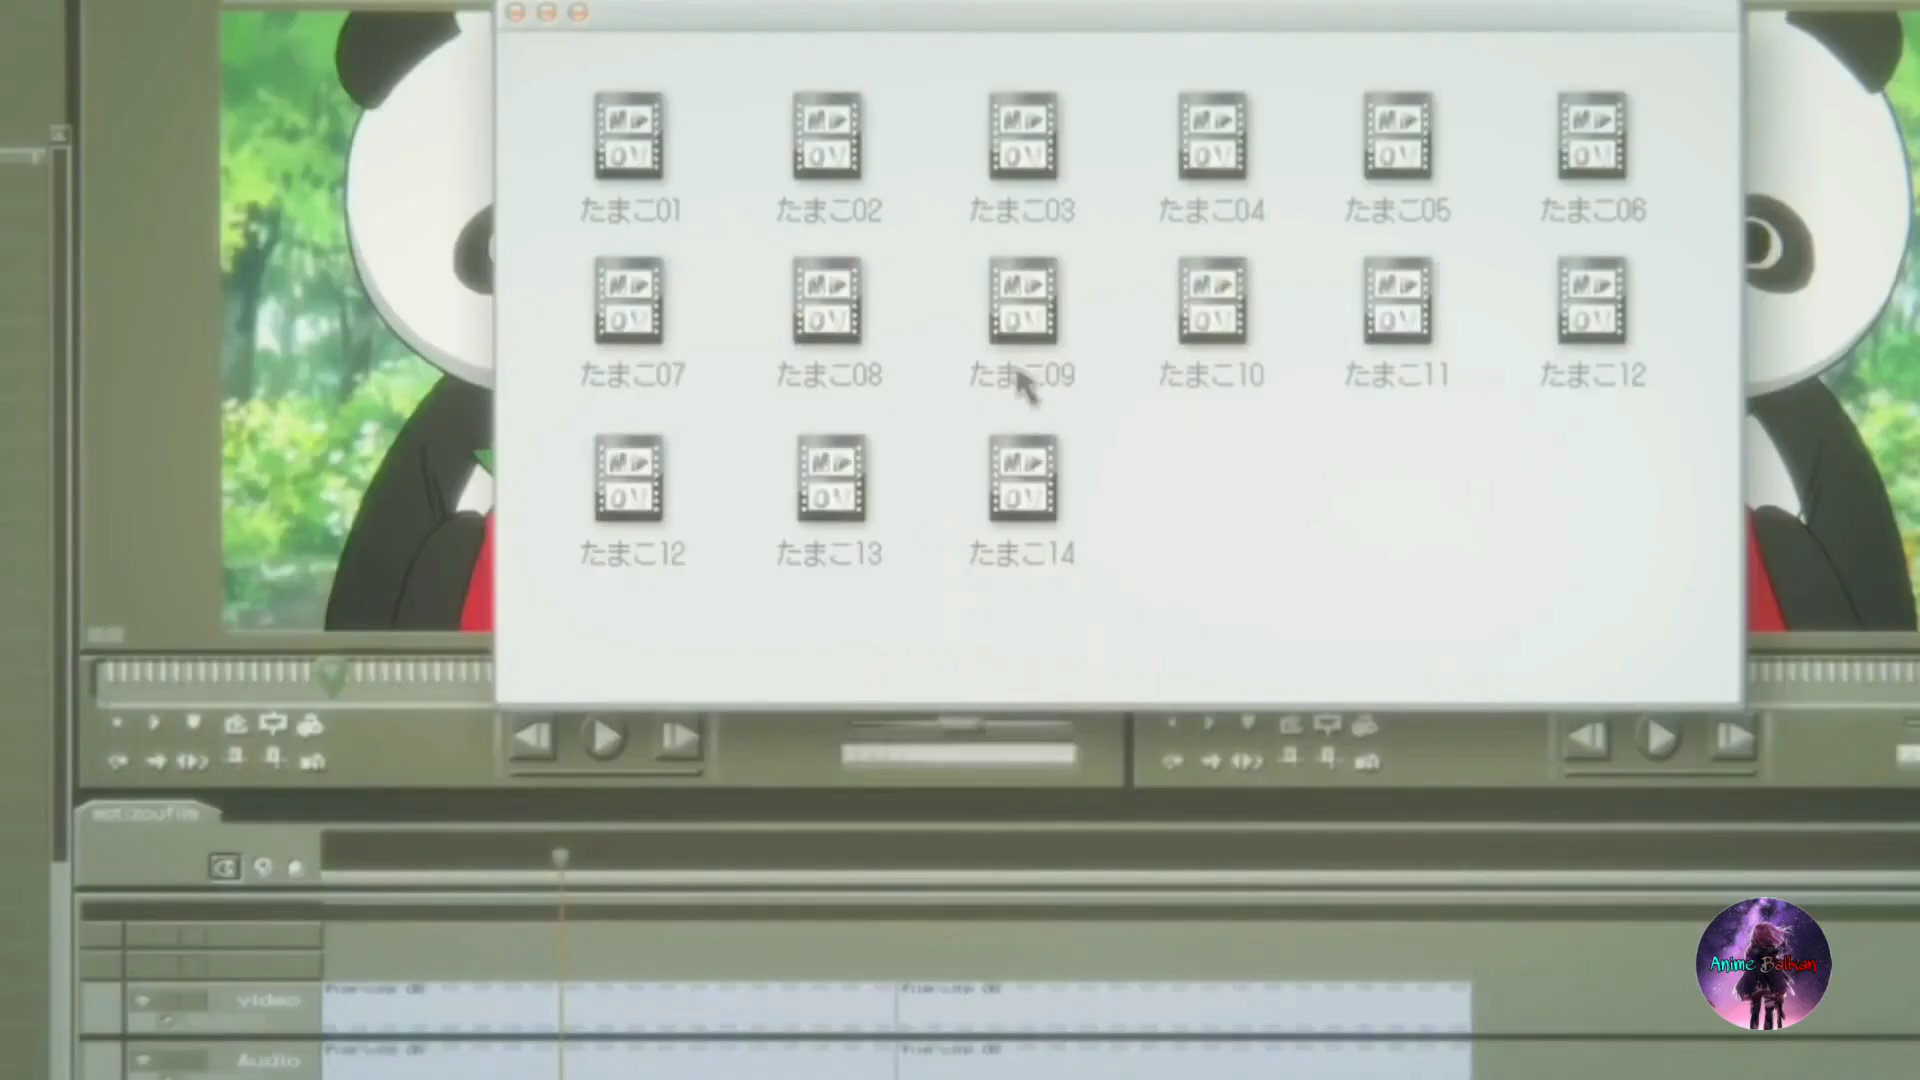 たまこ01 たまこ02 たまこ03 たまこ04 たまこ05 たまこ06
たまこ07 たまこ08 たまこ09 たまこ10 たまこ11 たまこ12
たまこ12 たまこ13 たまこ14
video
Audio
Anime Balkan